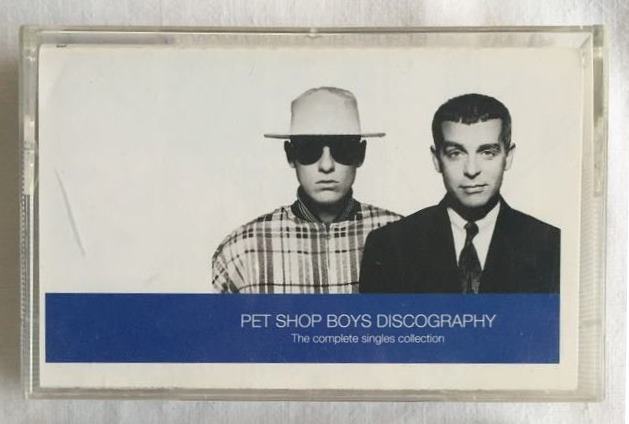 PET SHOP BOYS DISCOGRAPHY
The complete singles collection